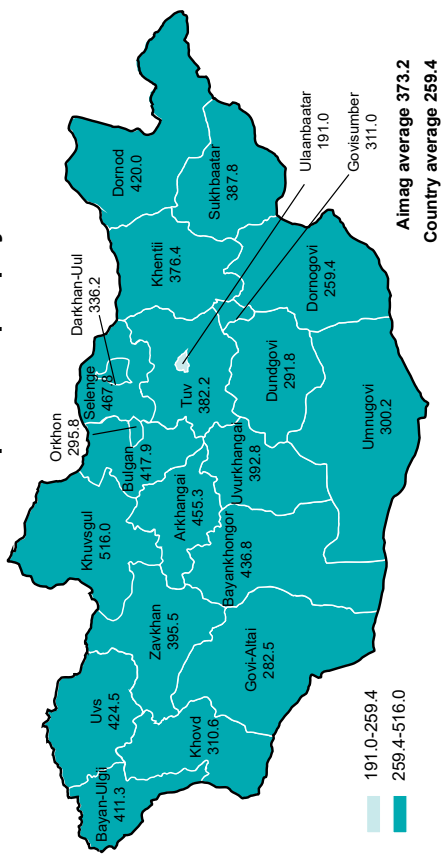 Bayan-Ulgii
411.3
Uvs
424.5
Khovd
310.6
Zavkhan
395.5
Govi-Altai
282.5
Khuvsgul
516.0
Bayankhongor
436.8
Arkhangai
455.3
Orkhon
295.8
Bulgan
417.9
Uvurkhangai
392.8
Selenge
467.8
Darkhan-Uul
336.2
Tuv
382.2
Umnugovi
300.2
Dundgovi
291.8
Khentii
376.4
Dornod
420.0
Sukhbaatar
387.8
Dornogovi
259.4
Ulaanbaatar
191.0
Govisumber
311.0
191.0-259.4
259.4-516.0
Aimag average 373.2
Country average 259.4